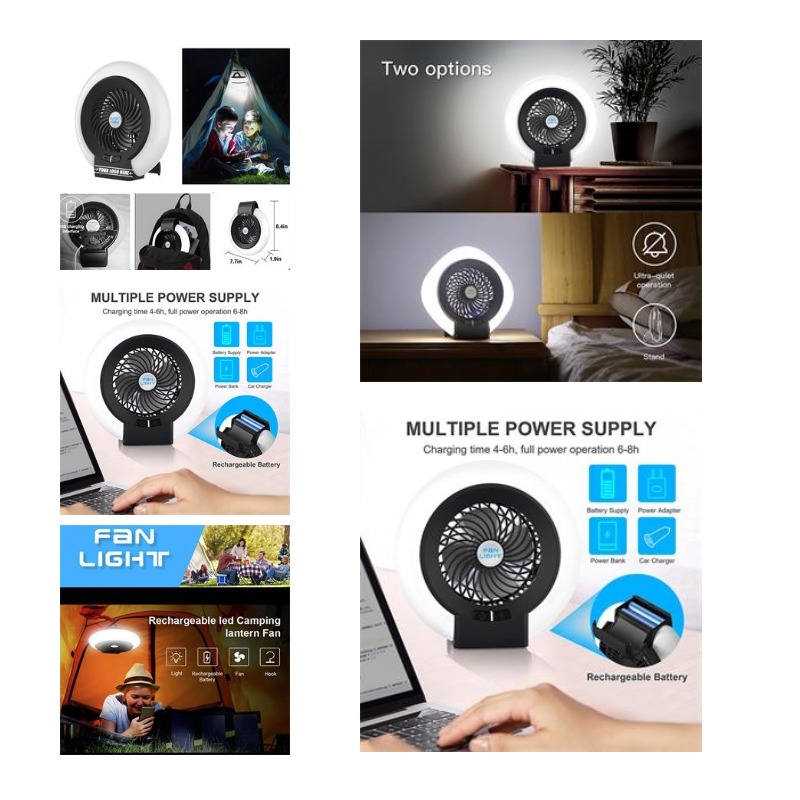 YOUR LOGO HERE
charging
interface
8.4in
7.7in
1.9in
MULTIPLE POWER SUPPLY
Charging time 4-6h, full power operation 6-8h
Battery Supply
Power Adapter
Power Bank
Car Charger
FAN
LIGHT
Rechargeable Battery
FAN
LIGHT
Rechargeable led Camping
lantern Fan
Light
Rechargeable
Battery
Fan
Hook
Two options
Ultra-quiet
operation
Stand
MULTIPLE POWER SUPPLY
Charging time 4-6h, full power operation 6-8h
Battery Supply
Power Adapter
Power Bank
Car Charger
FAN
LIGHT
Rechargeable Battery